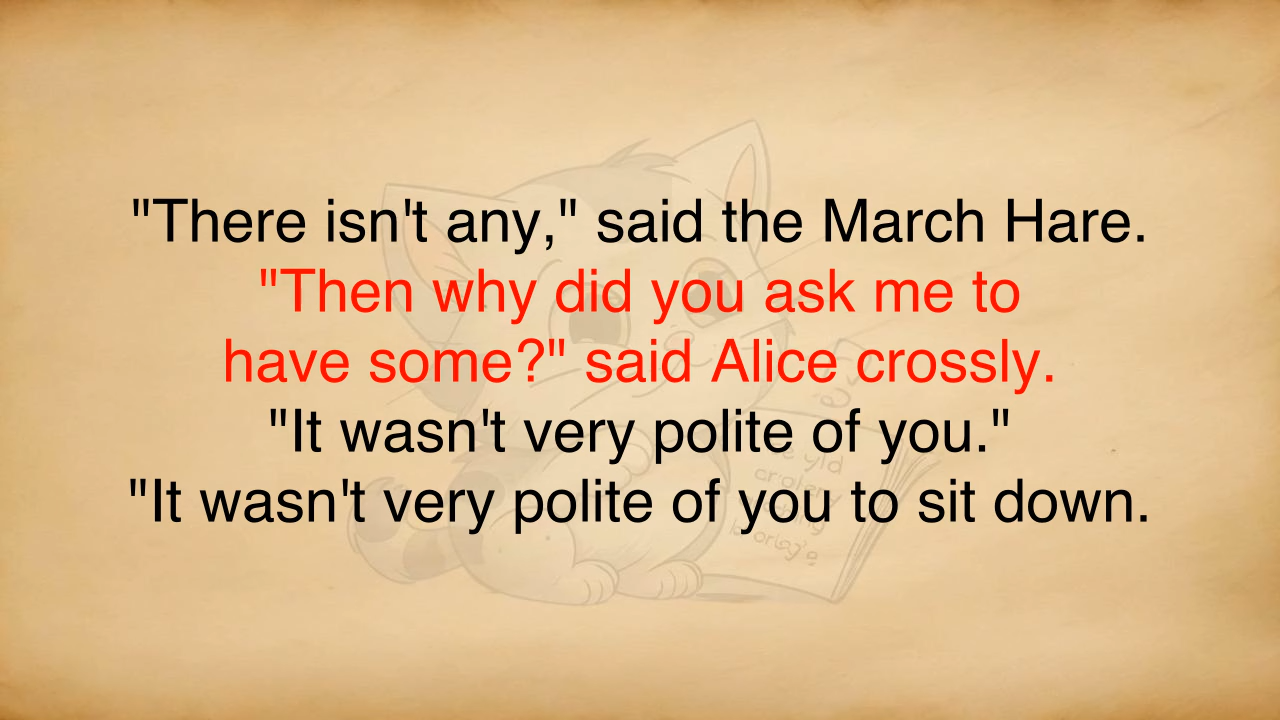 "There isn't any," said the March Hare.
"Then why did you ask me to
have some?" said Alice crossly.
"It wasn't very polite of you."
"It wasn't very polite of you to sit down.